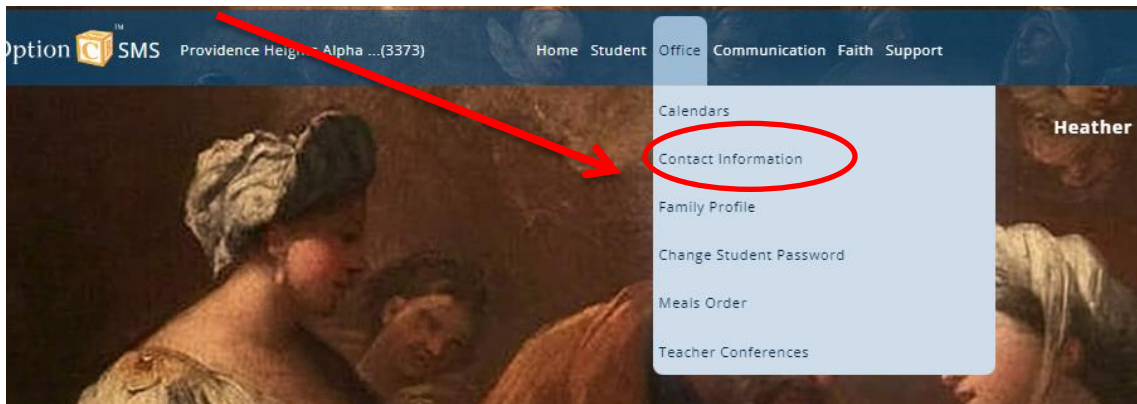 Option C SMS ™ Providence Heights Alpha ...(3373) Home Student Office Communication Faith Support
Calendars
Heather
Contact Information
Family Profile
Change Student Password
Meals Order
Teacher Conferences